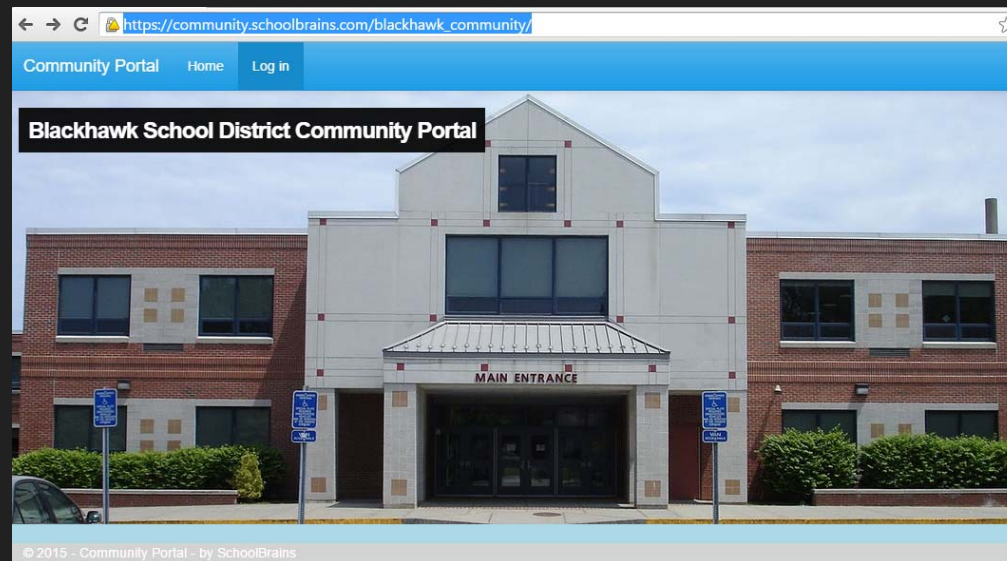 https://community.schoolbrains.com/blackhawk_community/
Community Portal Home Log in
Blackhawk School District Community Portal
MAIN ENTRANCE
VAN
© 2015 - Community Portal - by SchoolBrains